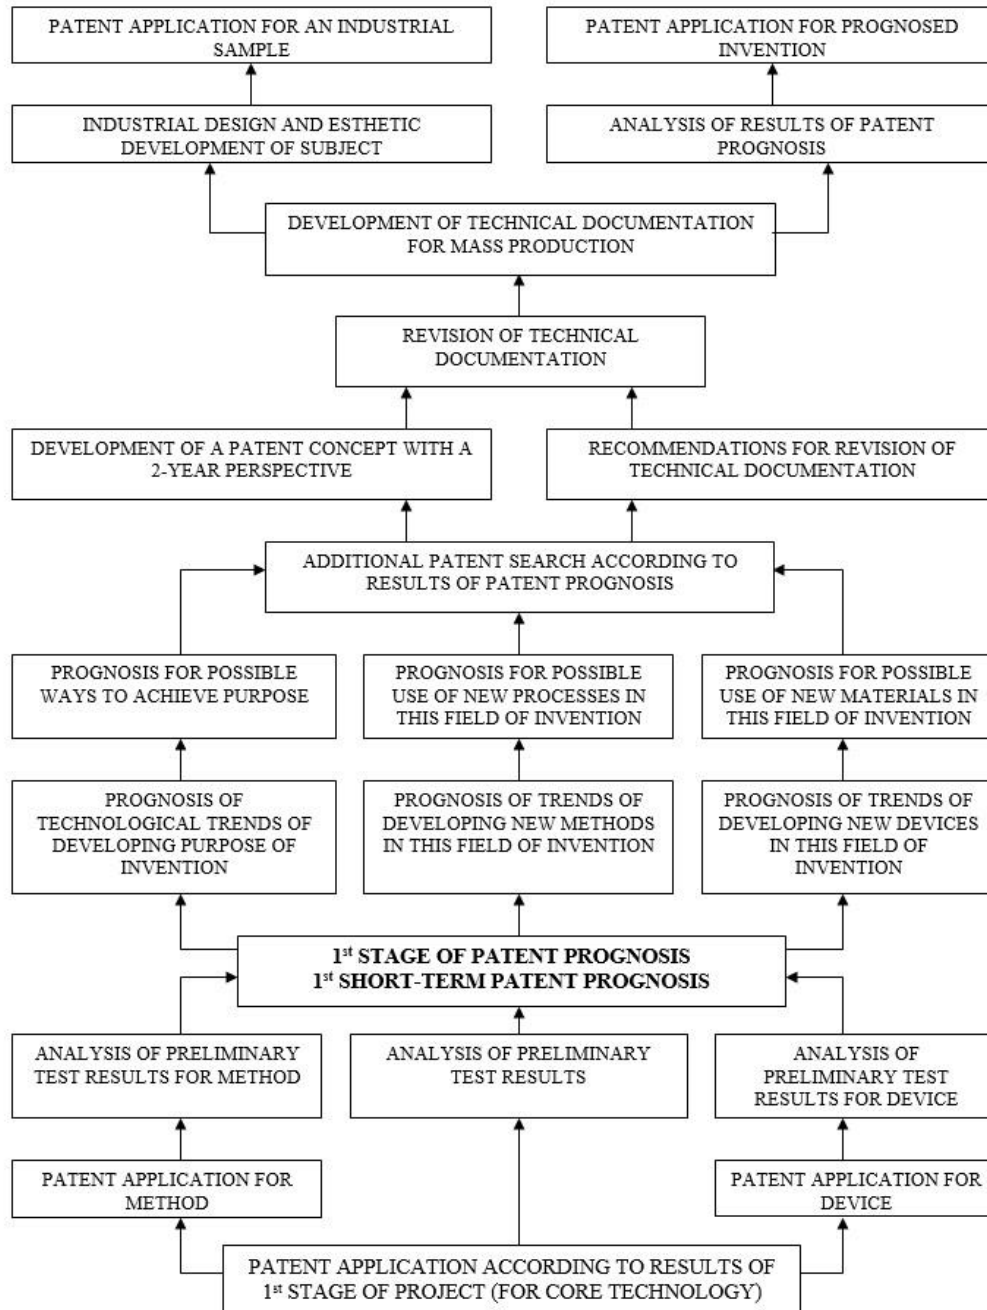 PATENT APPLICATION FOR AN INDUSTRIAL
SAMPLE
PATENT APPLICATION FOR PROGNOSED
INVENTION
INDUSTRIAL DESIGN AND ESTHETIC
DEVELOPMENT OF SUBJECT
ANALYSIS OF RESULTS OF PATENT
PROGNOSIS
DEVELOPMENT OF TECHNICAL DOCUMENTATION
FOR MASS PRODUCTION
REVISION OF TECHNICAL
DOCUMENTATION
DEVELOPMENT OF A PATENT CONCEPT WITH A
2-YEAR PERSPECTIVE
RECOMMENDATIONS FOR REVISION OF
TECHNICAL DOCUMENTATION
ADDITIONAL PATENT SEARCH ACCORDING TO
RESULTS OF PATENT PROGNOSIS
PROGNOSIS FOR POSSIBLE
WAYS TO ACHIEVE PURPOSE
PROGNOSIS FOR POSSIBLE
USE OF NEW PROCESSES IN
THIS FIELD OF INVENTION
PROGNOSIS FOR POSSIBLE
USE OF NEW MATERIALS IN
THIS FIELD OF INVENTION
PROGNOSIS OF
TECHNOLOGICAL TRENDS OF
DEVELOPING PURPOSE OF
INVENTION
PROGNOSIS OF TRENDS OF
DEVELOPING NEW METHODS
IN THIS FIELD OF INVENTION
PROGNOSIS OF TRENDS OF
DEVELOPING NEW DEVICES
IN THIS FIELD OF
INVENTION
1st STAGE OF PATENT PROGNOSIS
1st SHORT-TERM PATENT PROGNOSIS
ANALYSIS OF PRELIMINARY
TEST RESULTS FOR METHOD
ANALYSIS OF PRELIMINARY
TEST RESULTS
ANALYSIS OF
PRELIMINARY TEST
RESULTS FOR DEVICE
PATENT APPLICATION FOR
METHOD
PATENT APPLICATION FOR
DEVICE
PATENT APPLICATION ACCORDING TO RESULTS OF
1st STAGE OF PROJECT (FOR CORE TECHNOLOGY)